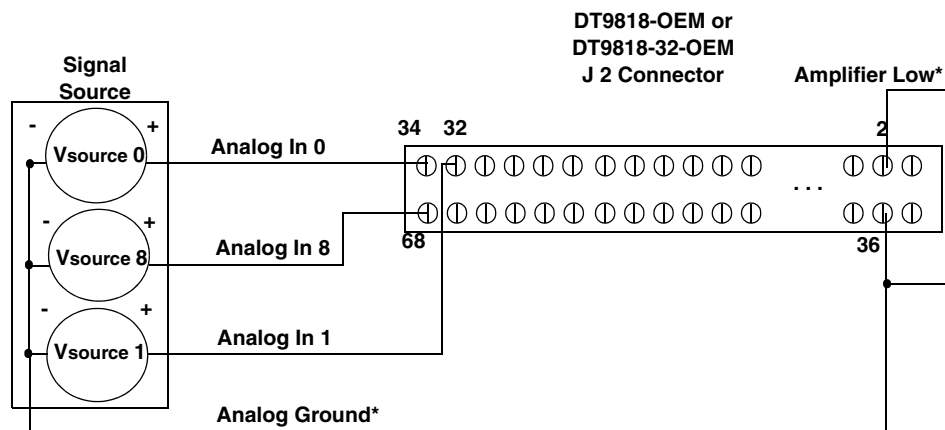 DT9818-OEM or
DT9818-32-OEM
J 2 Connector
Amplifier Low*
Signal
Source
- +
Vsource 0
Analog In 0
34 32 2
. . .
- +
Vsource 8
Analog In 8
68 36
- +
Vsource 1
Analog In 1
Analog Ground*